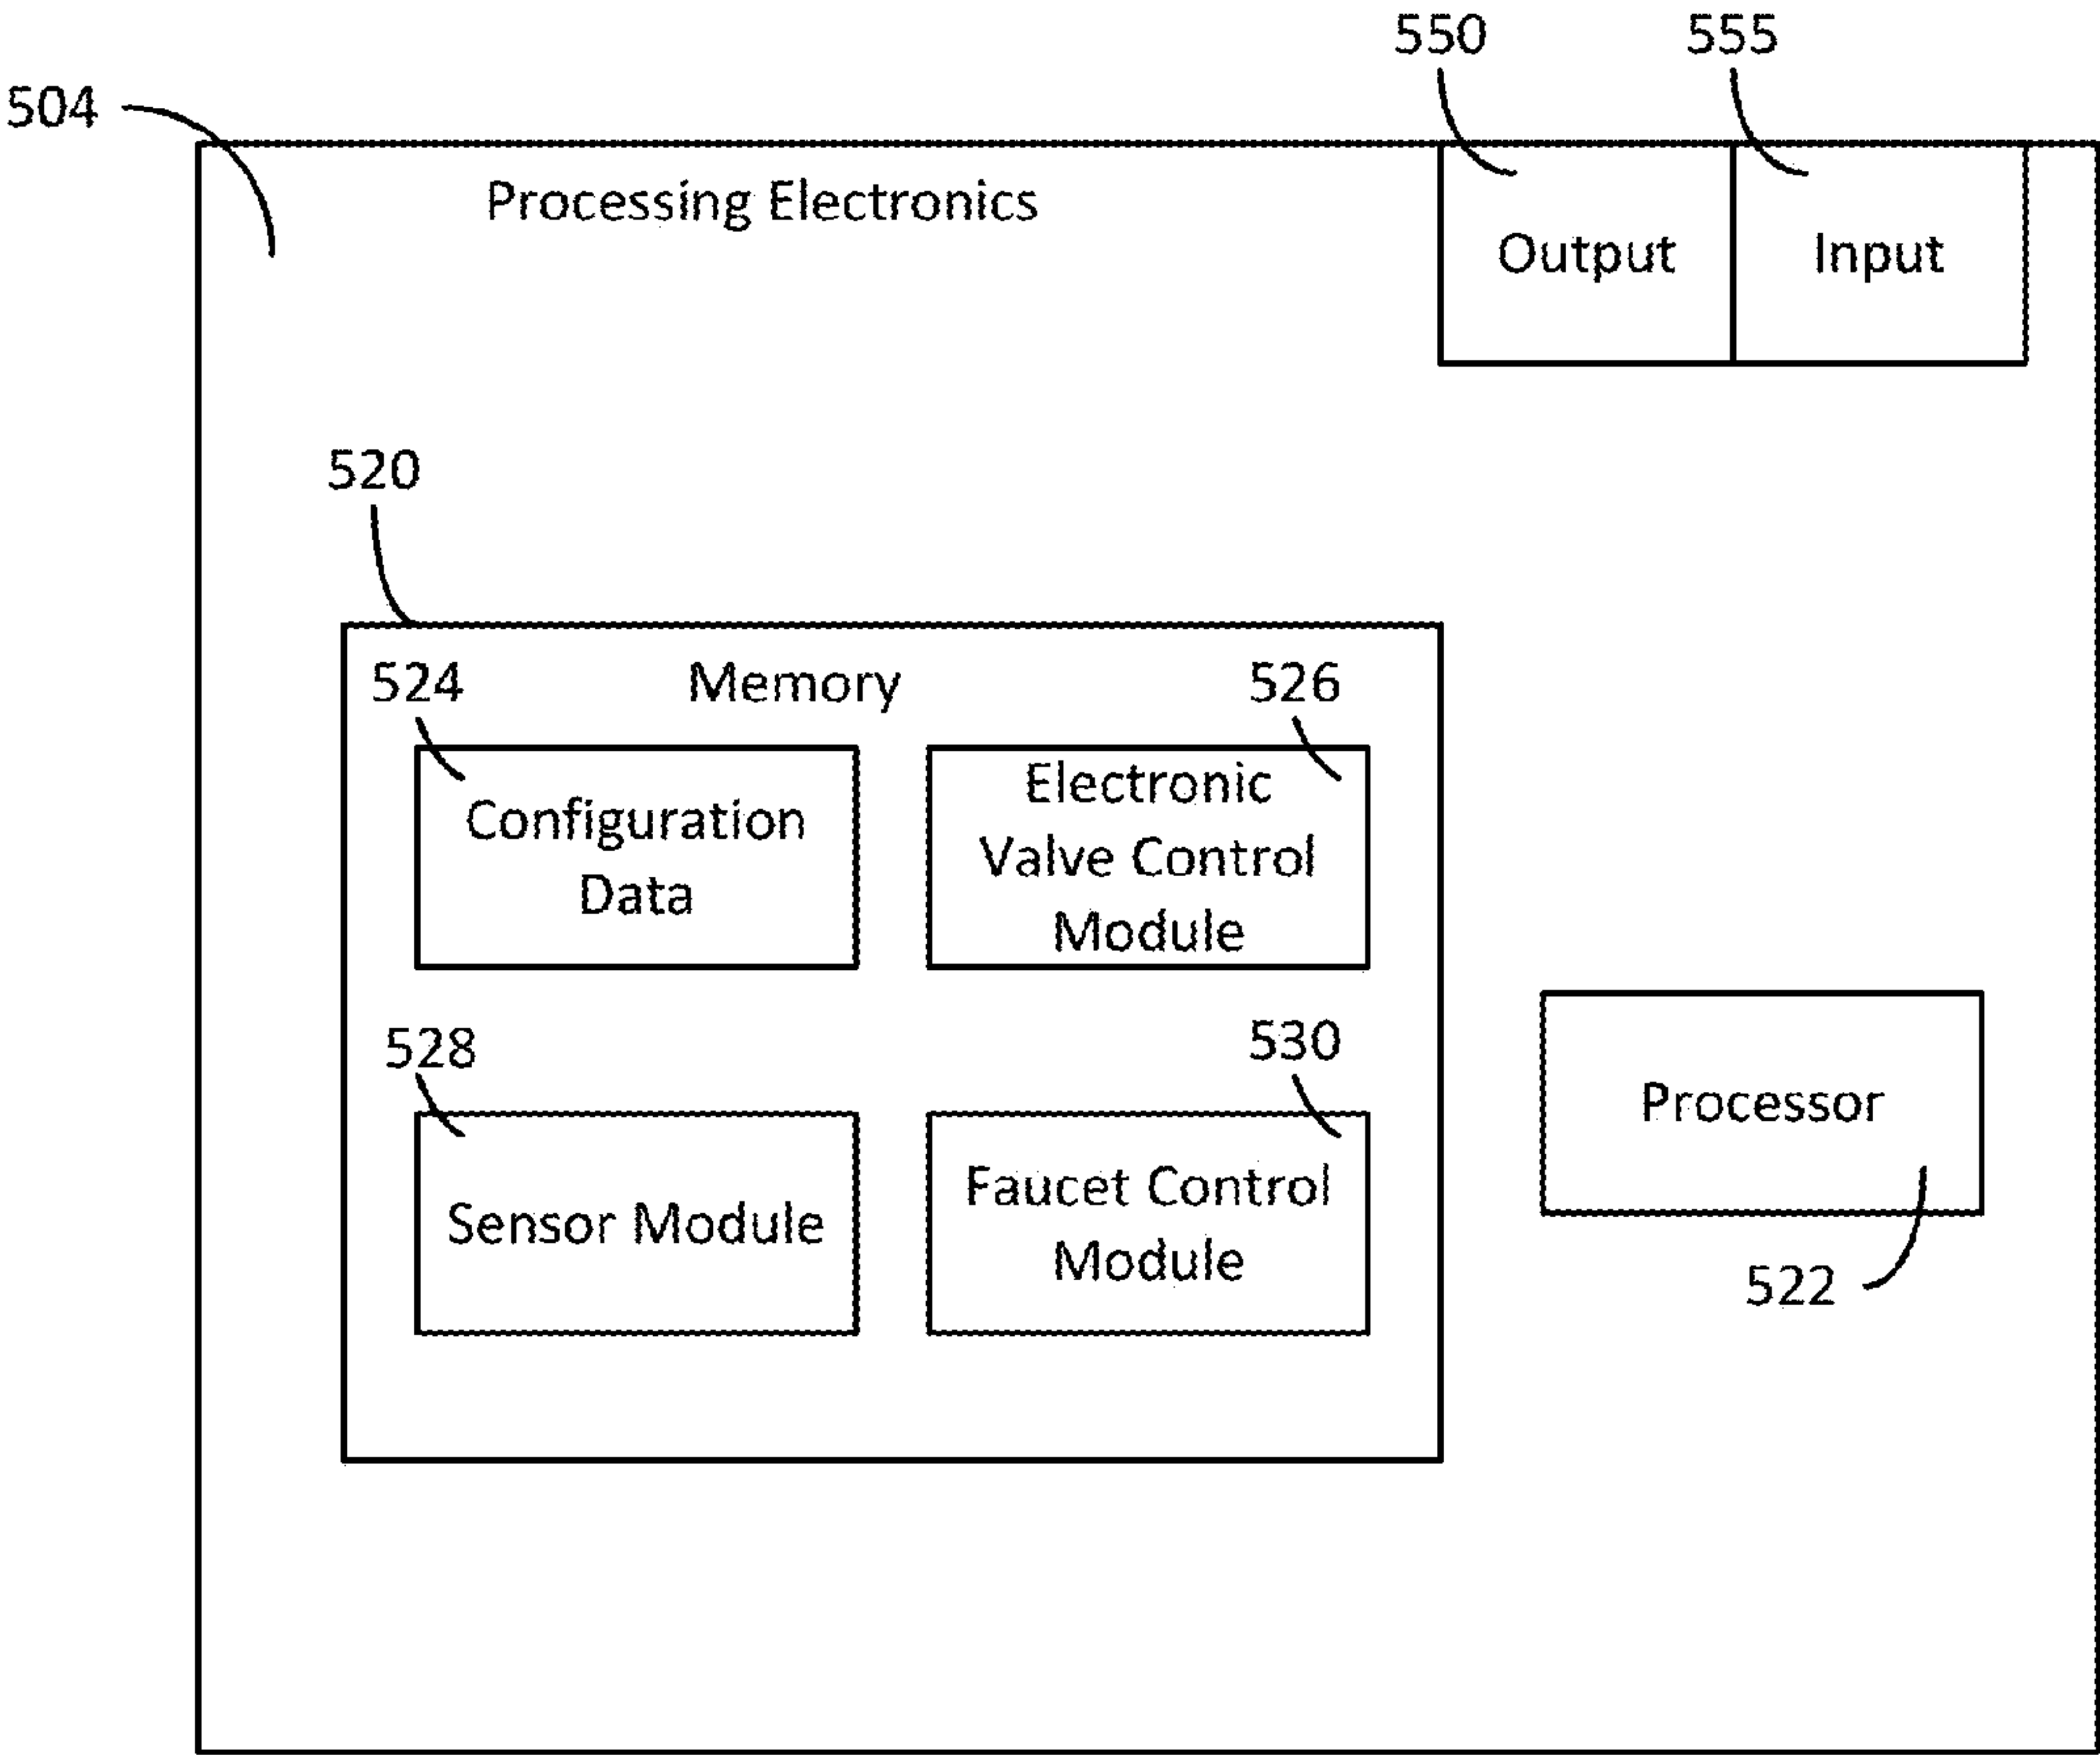 550
555
504
Processing Electronics
Output
Input
520
524
Memory
526
Configuration
Data
Electronic
Valve Control
Module
528
530
Sensor Module
Faucet Control
Module
Processor
522